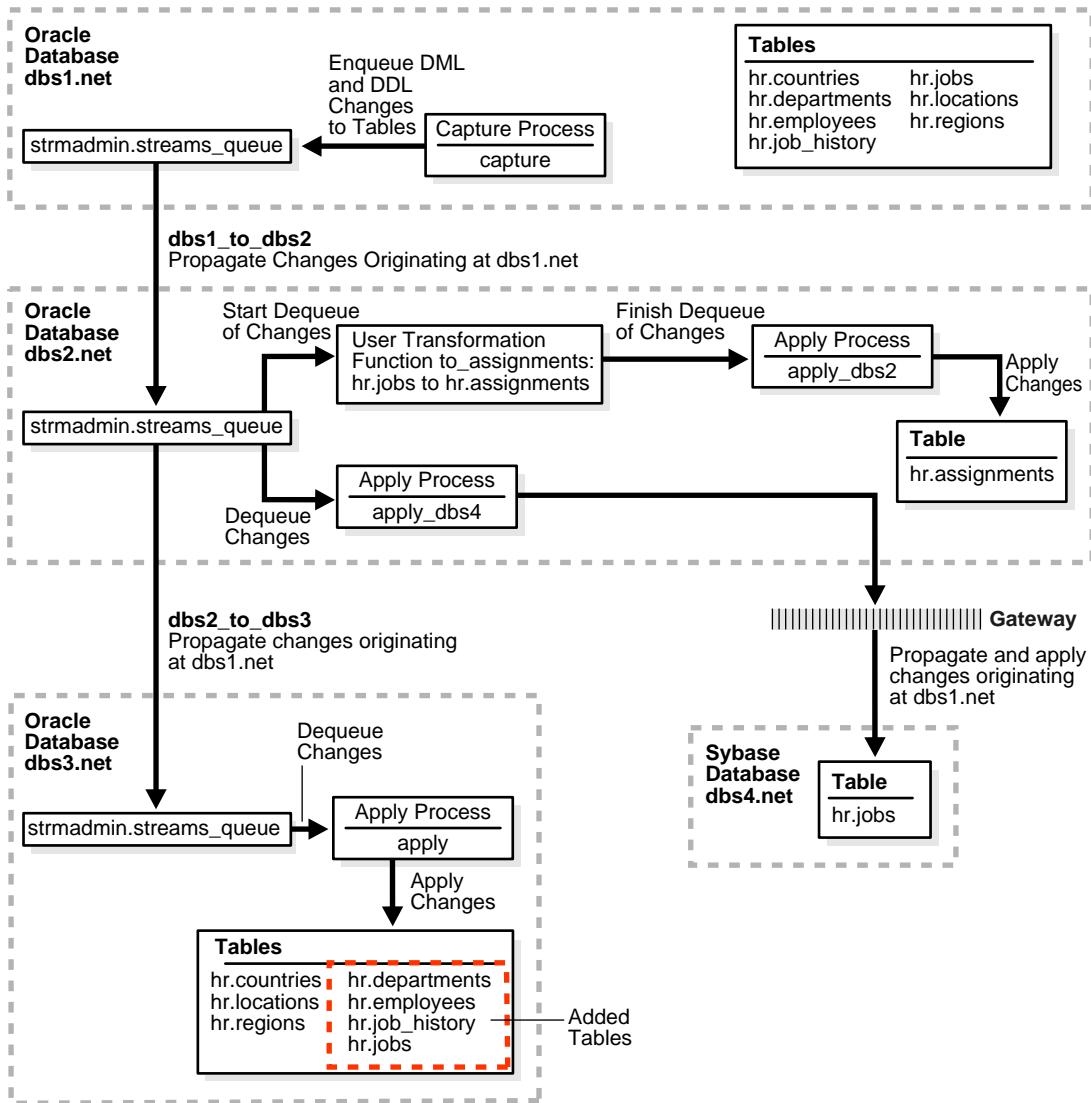 Oracle
Database
dbs1.net
Enqueue DML
and DDL
Changes
to Tables
strmadmin.streams_queue
Capture Process
capture
Tables
hr.countries
hr.departments
hr.employees
hr.job_history
hr.jobs
hr.locations
hr.regions
dbs1_to_dbs2
Propagate Changes Originating at dbs1.net
Oracle
Database
dbs2.net
Start Dequeue
of Changes
User Transformation
Function to_assignments:
hr.jobs to hr.assignments
Finish Dequeue
of Changes
Apply Process
apply_dbs2
Apply
Changes
strmadmin.streams_queue
Table
hr.assignments
Dequeue
Changes
Apply Process
apply_dbs4
dbs2_to_dbs3
Propagate changes originating
at dbs1.net
Gateway
Propagate and apply
changes originating
at dbs1.net
Oracle
Database
dbs3.net
Dequeue
Changes
strmadmin.streams_queue
Apply Process
apply
Apply
Changes
Sybase
Database
dbs4.net
Table
hr.jobs
Tables
hr.countries
hr.locations
hr.regions
hr.departments
hr.employees
hr.job_history
hr.jobs
Added
Tables